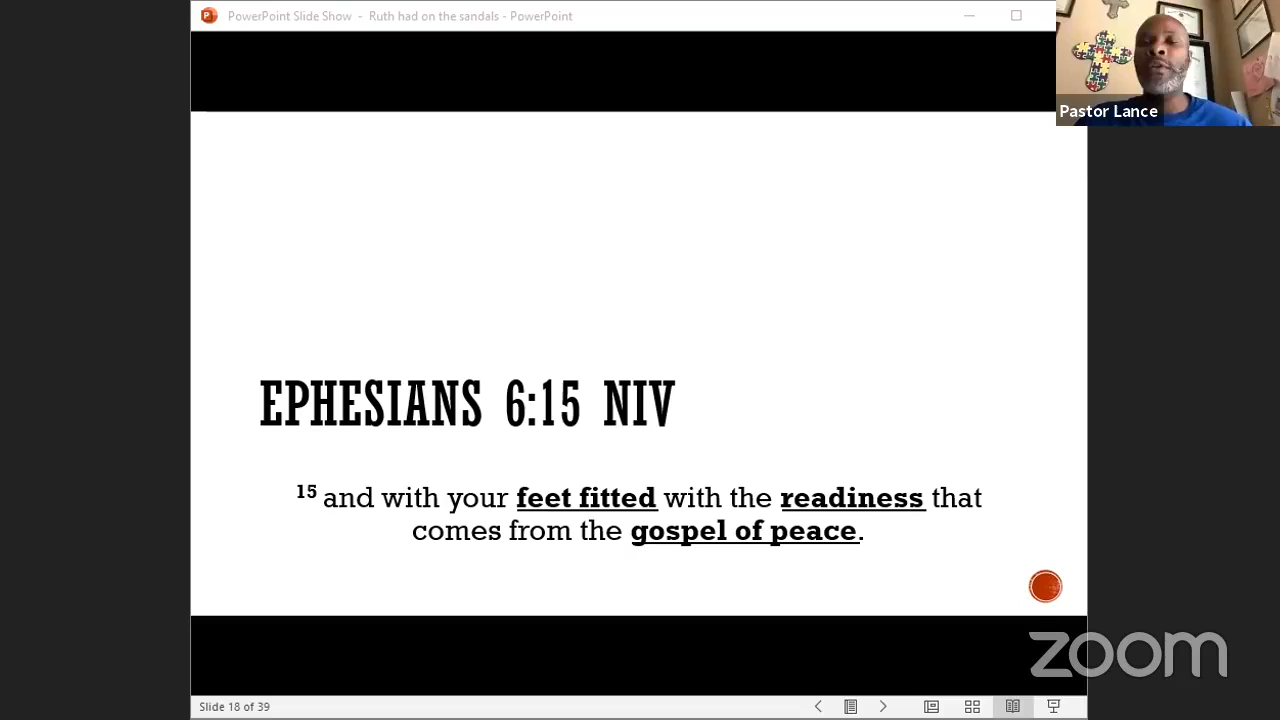 PowerPoint Slide Show - Ruth had on the sandals - PowerPoint
Pastor Lance
EPHESIANS 6:15 NIV
15 and with your feet fitted with the readiness that
comes from the gospel of peace.
zoom
Slide 18 of 39